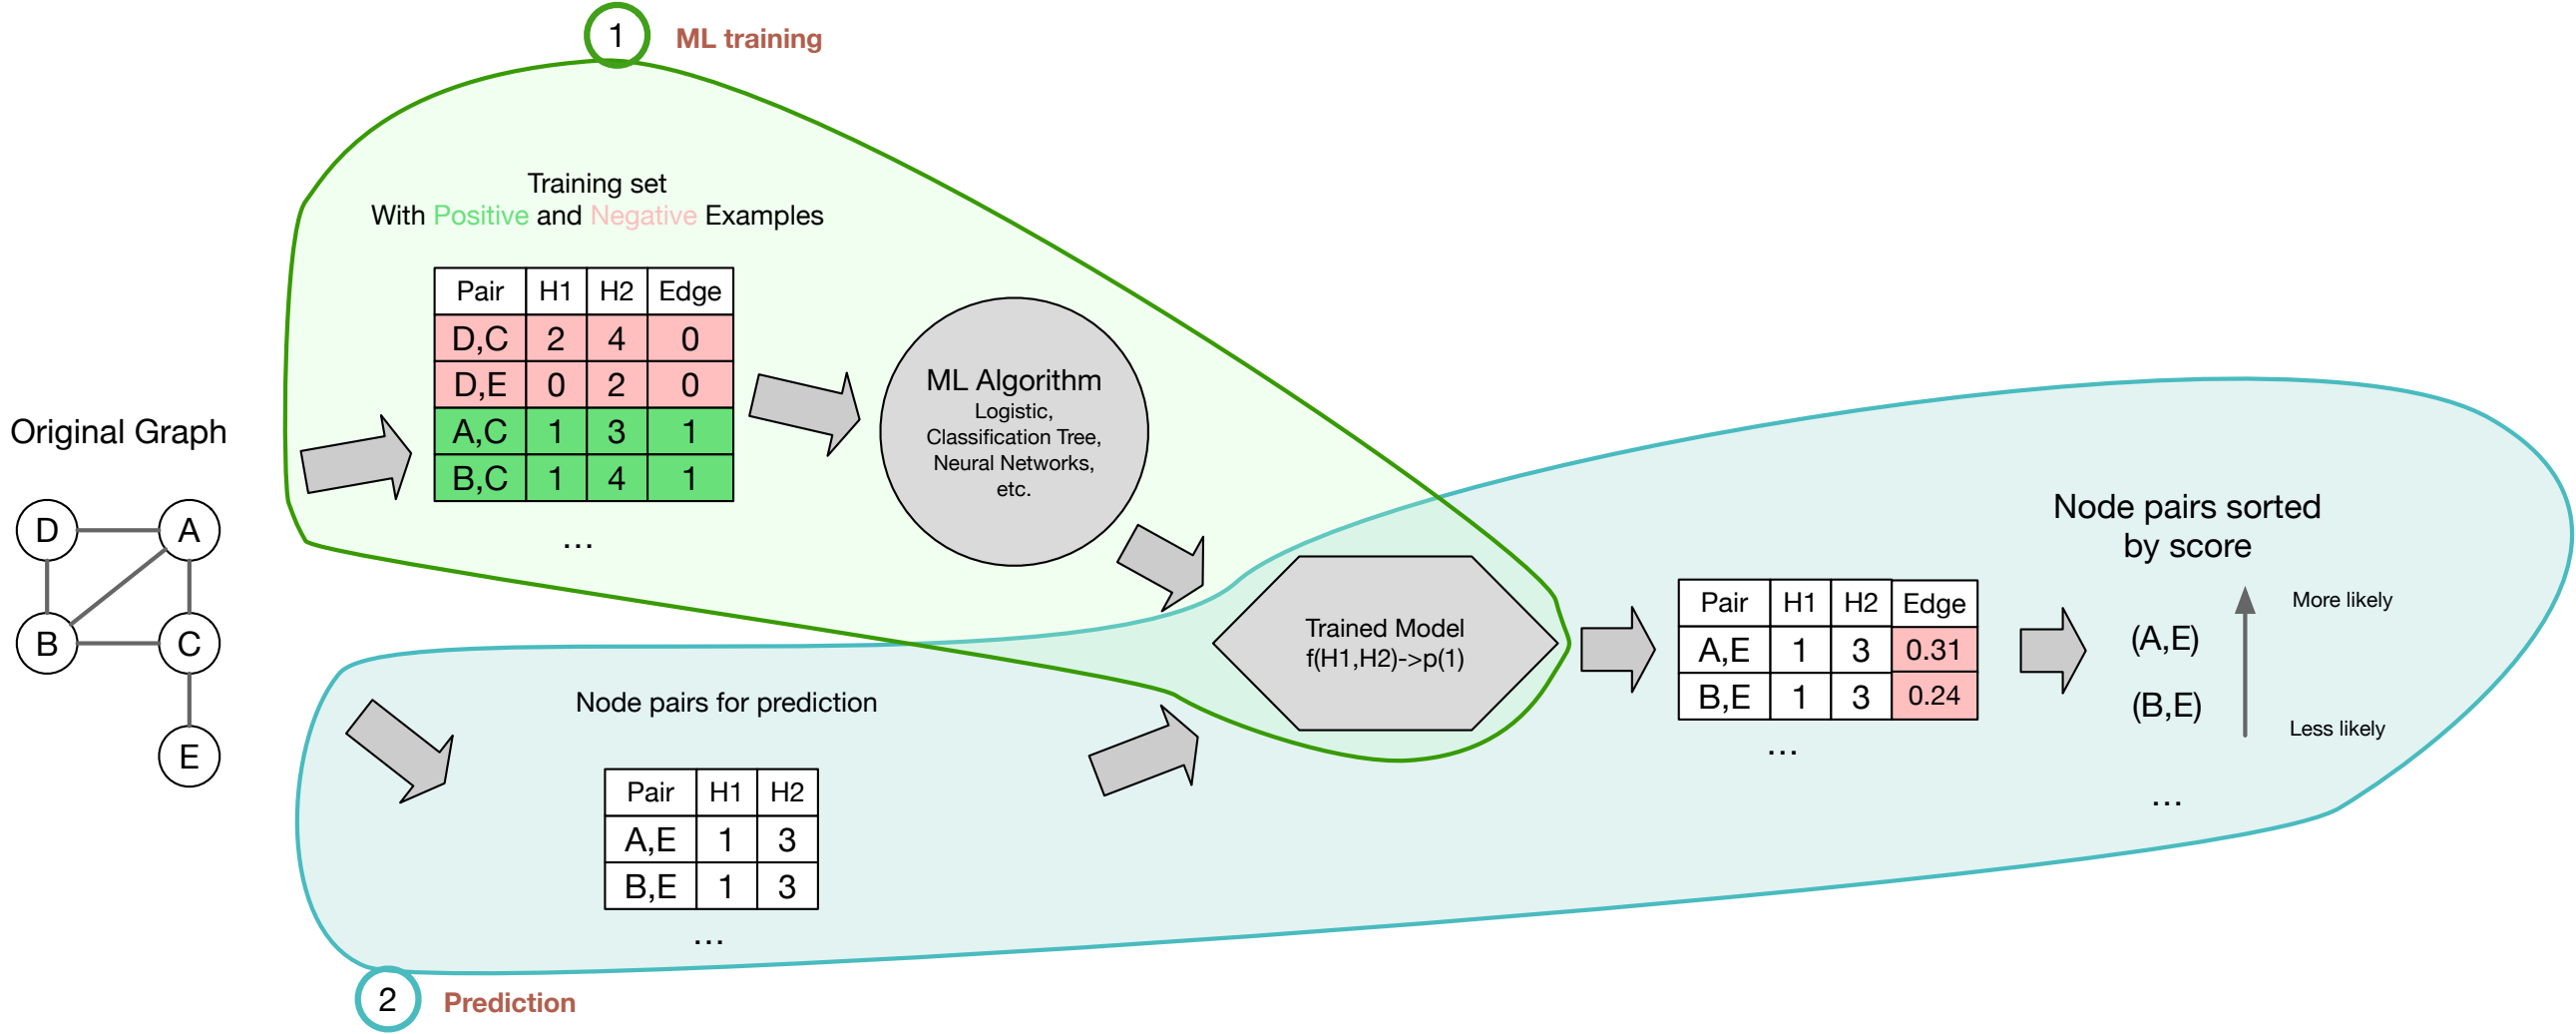 1
ML training
Training set
With Positive and Negative Examples
Pair H1 H2 Edge
D,C 2 4 0
D,E 0 2 0
A,C 1 3 1
B,C 1 4 1
...
ML Algorithm
Logistic,
Classification Tree,
Neural Networks,
etc.
Original Graph
D A
B C
E
Trained Model
f(H1,H2)->p(1)
Pair H1 H2 Edge
A,E 1 3 0.31
B,E 1 3 0.24
...
Node pairs sorted
by score
More likely
(A,E)
(B,E)
Less likely
...
Node pairs for prediction
Pair H1 H2
A,E 1 3
B,E 1 3
...
2
Prediction